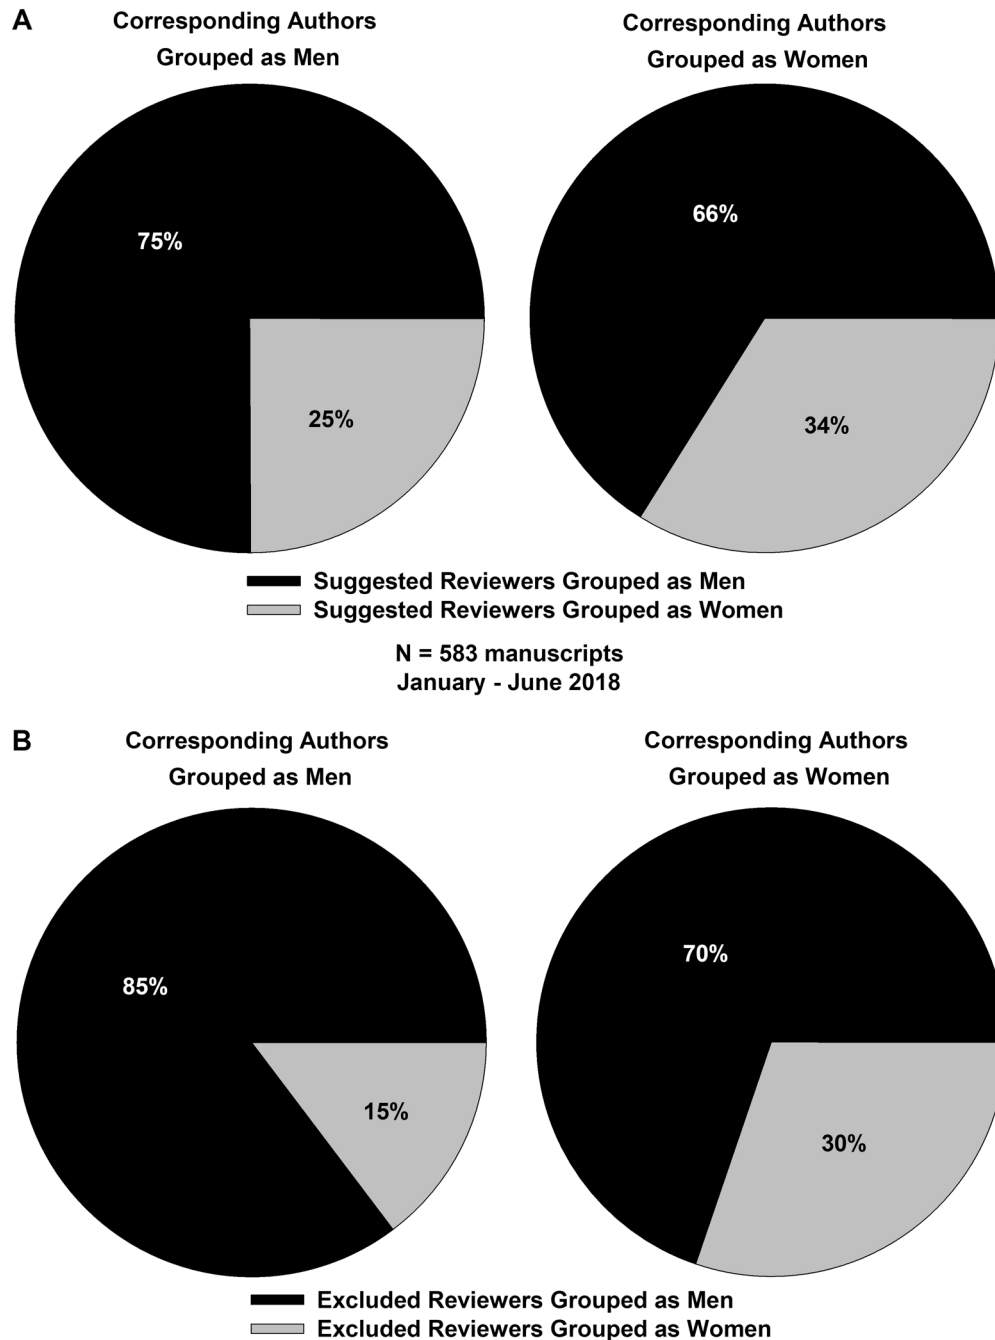 A
Corresponding Authors
Grouped as Men
Corresponding Authors
Grouped as Women
75%
25%
66%
34%
Suggested Reviewers Grouped as Men
Suggested Reviewers Grouped as Women
N = 583 manuscripts
January - June 2018
B
Corresponding Authors
Grouped as Men
Corresponding Authors
Grouped as Women
85%
15%
70%
30%
Excluded Reviewers Grouped as Men
Excluded Reviewers Grouped as Women